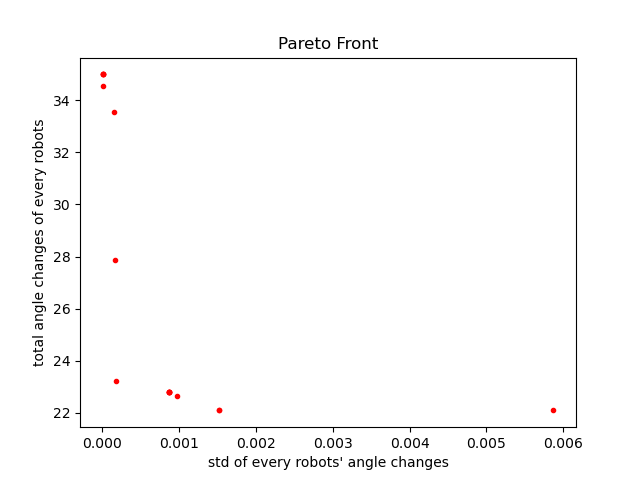 Pareto Front
total angle changes of every robots
34
32
30
28
26
24
22
0.000 0.001 0.002 0.003 0.004 0.005 0.006
std of every robots' angle changes